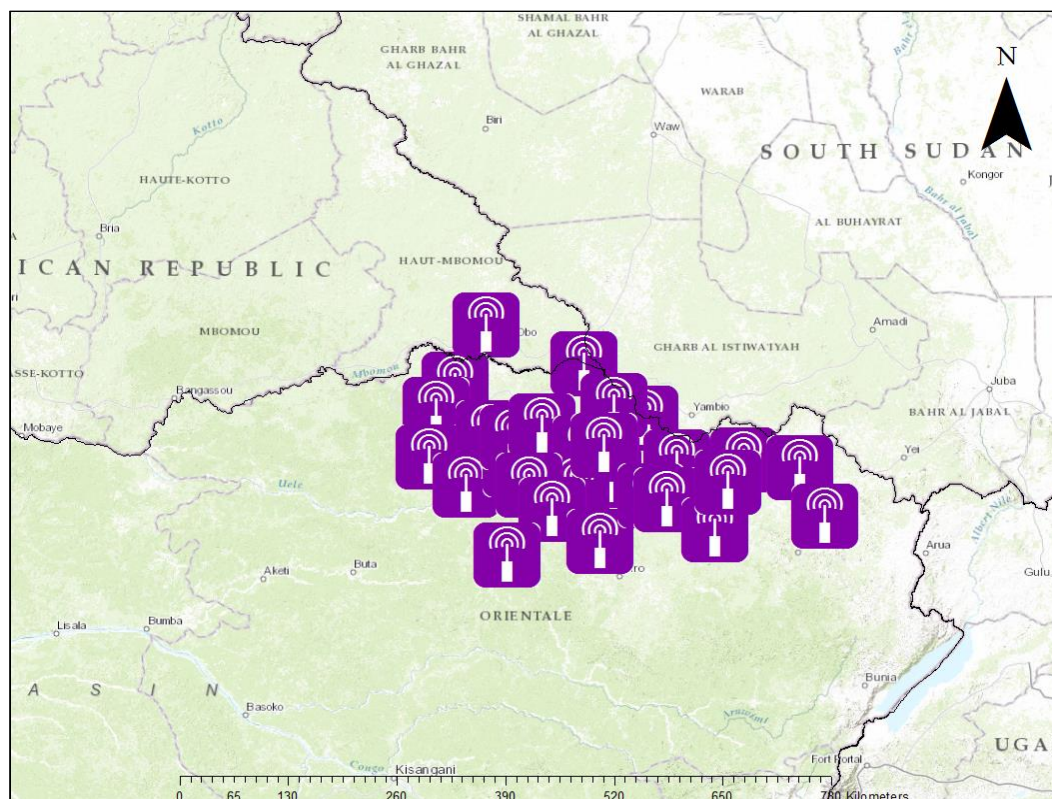 SHAMAL BAHR
AL GHAZAL
GHARB BAHR
AL GHAZAL
N
WARAB
Biri
Waw
Kotto
SOUTH SUDAN
Kongor
HAUTE-KOTTO
Bahr al Jabal
AL BUHAYRAT
Bria
ICAN REPUBLIC
HAUT-MBOMOU
MBOMOU
Obo
Amadi
GHARB AL ISTIWA'IYAH
ASSE-KOTTO
Mbomou
Bangassou
Juba
Yambio
BAHR AL JABAL
Mobaye
Yei
Uele
Albert Nile
Arua
Aketi
Buta
Gulu
ORIENTALE
Lisala
Bumba
A S I N
Bunia
Basoko
Aruwimi
UGA
Fort Portal
Congo
Kisangani
0 65 130 260 390 520 650 780 Kilometers